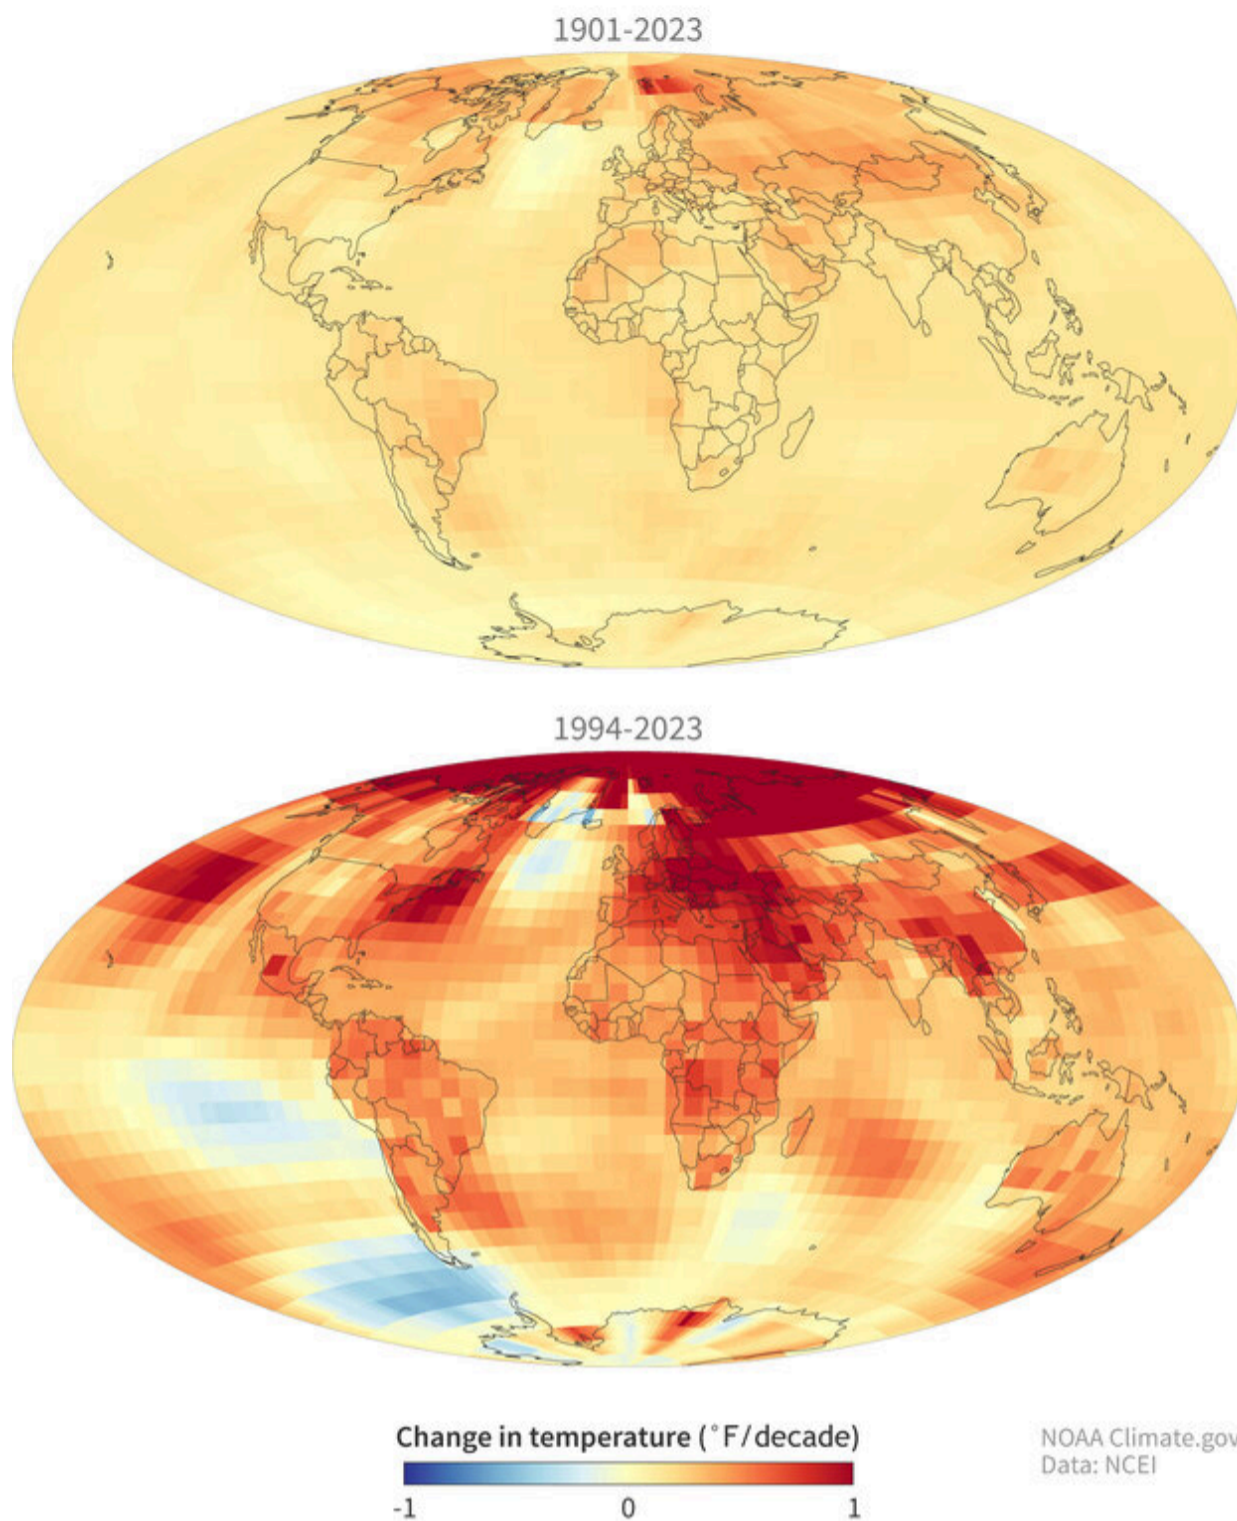 1901-2023
1994-2023
Change in temperature (°F/decade)
-1 0 1
NOAA Climate.gov
Data: NCEI